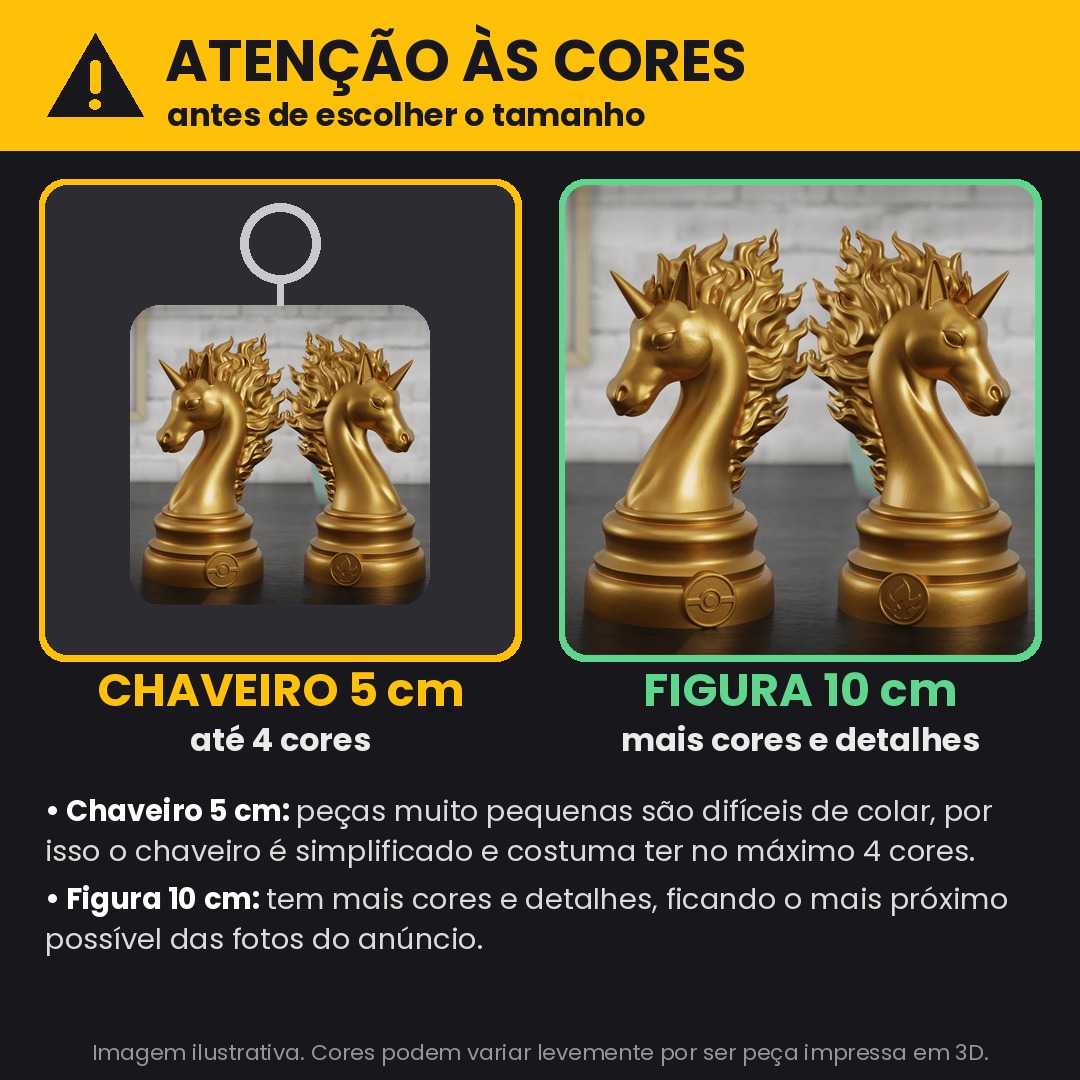 ATENÇÃO ÀS CORES
antes de escolher o tamanho
CHAVEIRO 5 cm
até 4 cores
FIGURA 10 cm
mais cores e detalhes
• Chaveiro 5 cm: peças muito pequenas são difíceis de colar, por
isso o chaveiro é simplificado e costuma ter no máximo 4 cores.
• Figura 10 cm: tem mais cores e detalhes, ficando o mais próximo
possível das fotos do anúncio.
Imagem ilustrativa. Cores podem variar levemente por ser peça impressa em 3D.